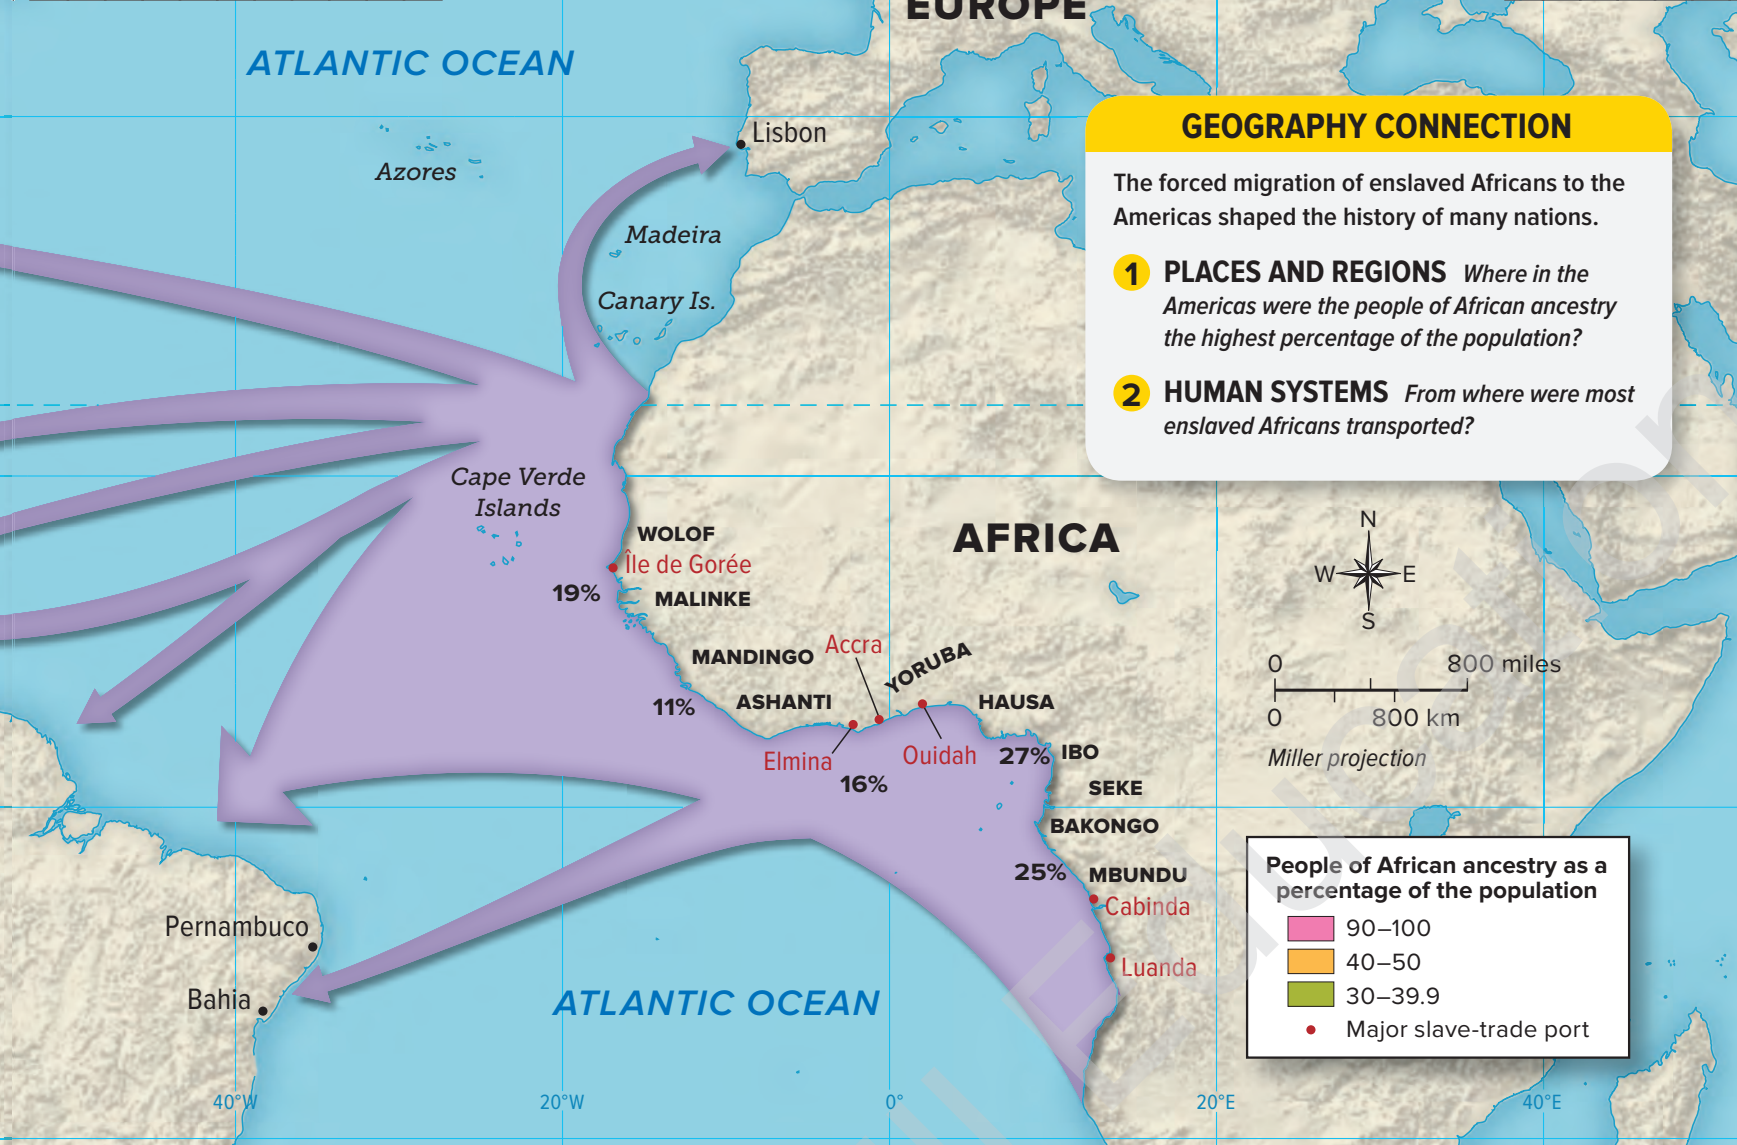 EUROPE
ATLANTIC OCEAN
Lisbon
Azores
Madeira
Canary Is.
GEOGRAPHY CONNECTION
The forced migration of enslaved Africans to the
Americas shaped the history of many nations.
1 PLACES AND REGIONS Where in the
Americas were the people of African ancestry
the highest percentage of the population?
2 HUMAN SYSTEMS From where were most
enslaved Africans transported?
Cape Verde
Islands
WOLOF
Île de Gorée
19%
MALINKE
AFRICA
N
W
E
S
MANDINGO
Accra
YORUBA
11%
ASHANTI
HAUSA
Elmina
Ouidah
16%
27%
IBO
SEKE
BAKONGO
25%
MBUNDU
Cabinda
Luanda
0 800 miles
0 800 km
Miller projection
Pernambuco
Bahia
ATLANTIC OCEAN
People of African ancestry as a
percentage of the population
90–100
40–50
30–39.9
Major slave-trade port
40°W
20°W
0°
20°E
40°E